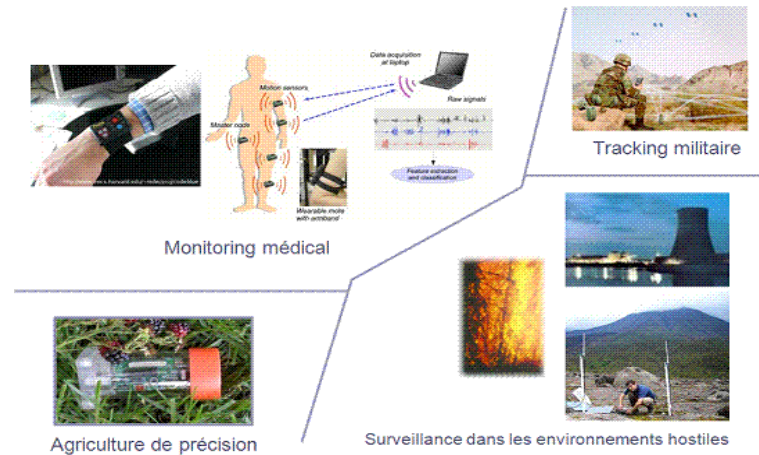 Data acquisition
at laptop
Motion sensors
Raw signals
Master node
Feature extraction
and classification
Wearable mote
with armband
Tracking militaire
Monitoring médical
Agriculture de précision
Surveillance dans les environnements hostiles